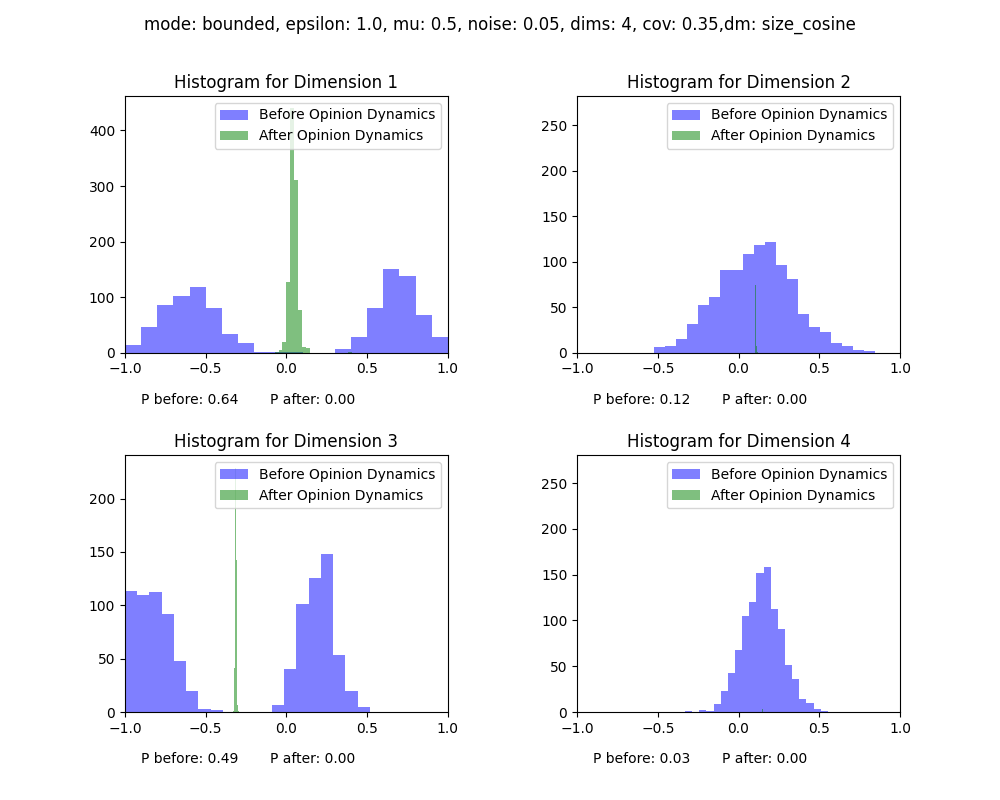 mode: bounded, epsilon: 1.0, mu: 0.5, noise: 0.05, dims: 4, cov: 0.35,dm: size_cosine
Histogram for Dimension 1
Before Opinion Dynamics
After Opinion Dynamics
400
300
200
100
0
−1.0 −0.5 0.0 0.5 1.0
P before: 0.64 P after: 0.00
Histogram for Dimension 2
Before Opinion Dynamics
After Opinion Dynamics
250
200
150
100
50
0
−1.0 −0.5 0.0 0.5 1.0
P before: 0.12 P after: 0.00
Histogram for Dimension 3
Before Opinion Dynamics
After Opinion Dynamics
200
150
100
50
0
−1.0 −0.5 0.0 0.5 1.0
P before: 0.49 P after: 0.00
Histogram for Dimension 4
Before Opinion Dynamics
After Opinion Dynamics
250
200
150
100
50
0
−1.0 −0.5 0.0 0.5 1.0
P before: 0.03 P after: 0.00